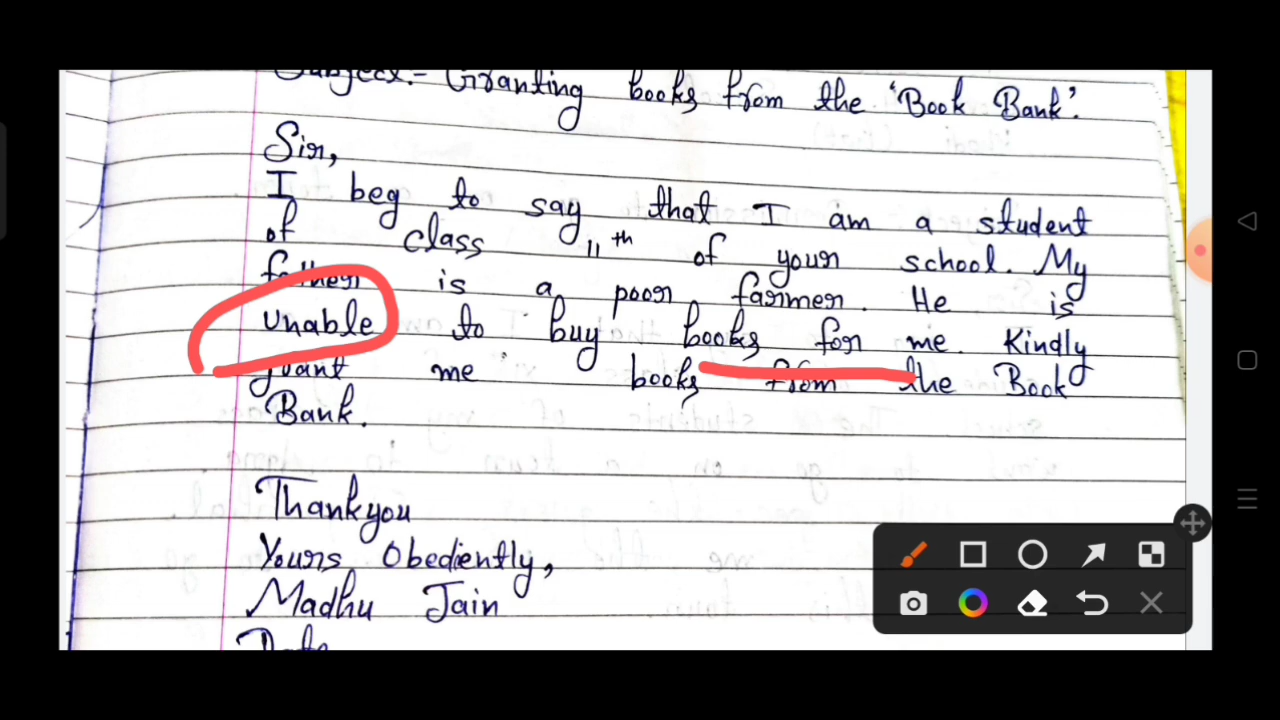 Subject:- Granting books from the "Book Bank".
Sir,
I beg to say that I am a student
of class 11th of your school. My
father is a poor farmer. He is
unable to buy books for me. Kindly
grant me books from the Book
Bank.
Thankyou
Yours Obediently,
Madhu Jain
Date